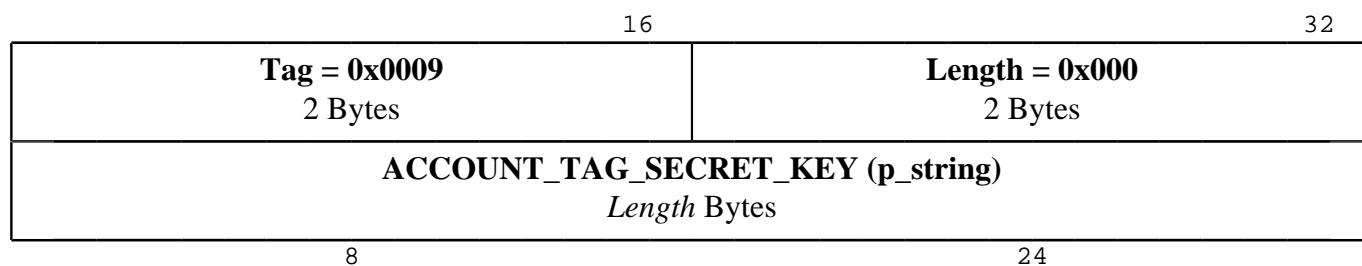 16 32
Tag = 0x0009 Length = 0x000
2 Bytes 2 Bytes
ACCOUNT_TAG_SECRET_KEY (p_string)
Length Bytes
8 24